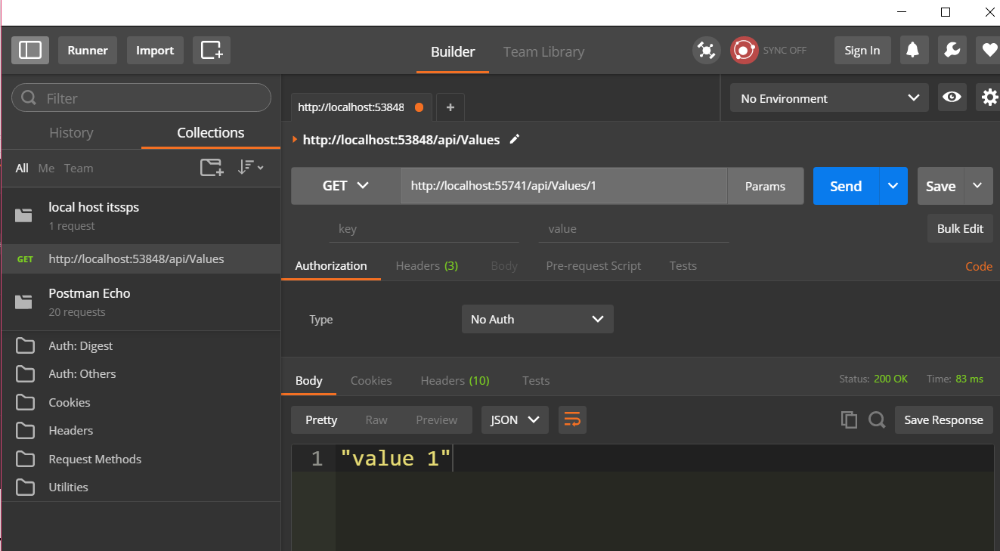 Runner
Import
Builder
Team Library
SYNC OFF
Sign In
Filter
History
Collections
All
Me
Team
local host itssps
1 request
GET
http://localhost:53848/api/Values
Postman Echo
20 requests
Auth: Digest
Auth: Others
Cookies
Headers
Request Methods
Utilities
http://localhost:53848
+
No Environment
http://localhost:53848/api/Values
GET
http://localhost:55741/api/Values/1
Params
Send
Save
key
value
Bulk Edit
Authorization
Headers (3)
Body
Pre-request Script
Tests
Code
Type
No Auth
Body
Cookies
Headers (10)
Tests
Status: 200 OK
Time: 83 ms
Pretty
Raw
Preview
JSON
Save Response
1 "value 1"